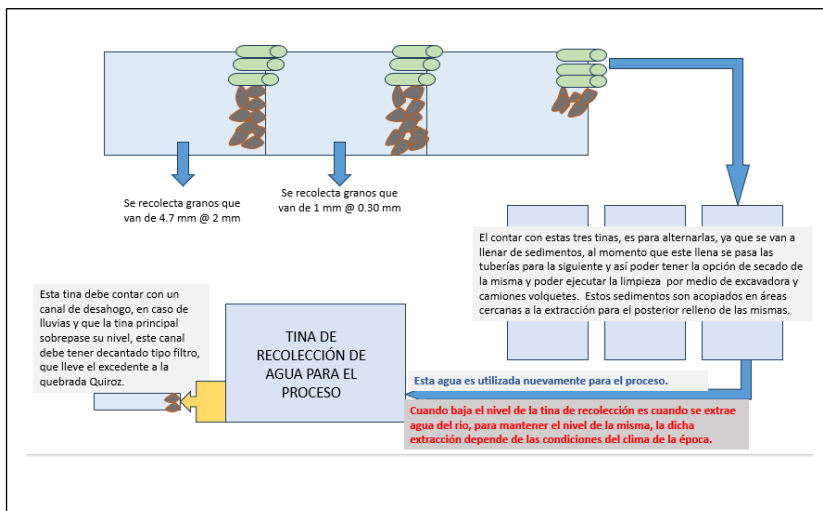 Se recolecta granos que
van de 4.7 mm @ 2 mm
Se recolecta granos que
van de 1 mm @ 0.30 mm
El contar con estas tres tinas, es para alternarlas, ya que se van a
llenar de sedimentos, al momento que este llena se pasa las
tuberías para la siguiente y así poder tener la opción de secado de
la misma y poder ejecutar la limpieza por medio de excavadora y
camiones volquetes. Estos sedimentos son acopiados en áreas
cercanas a la extracción para el posterior relleno de las mismas.
Esta tina debe contar con un
canal de desahogo, en caso de
lluvias y que la tina principal
sobrepase su nivel, este canal
debe tener decantado tipo filtro,
que lleve el excedente a la
quebrada Quiroz.
TINA DE
RECOLECCIÓN DE
AGUA PARA EL
PROCESO
Esta agua es utilizada nuevamente para el proceso.
Cuando baja el nivel de la tina de recolección es cuando se extrae
agua del rio, para mantener el nivel de la misma, la dicha
extracción depende de las condiciones del clima de la época.